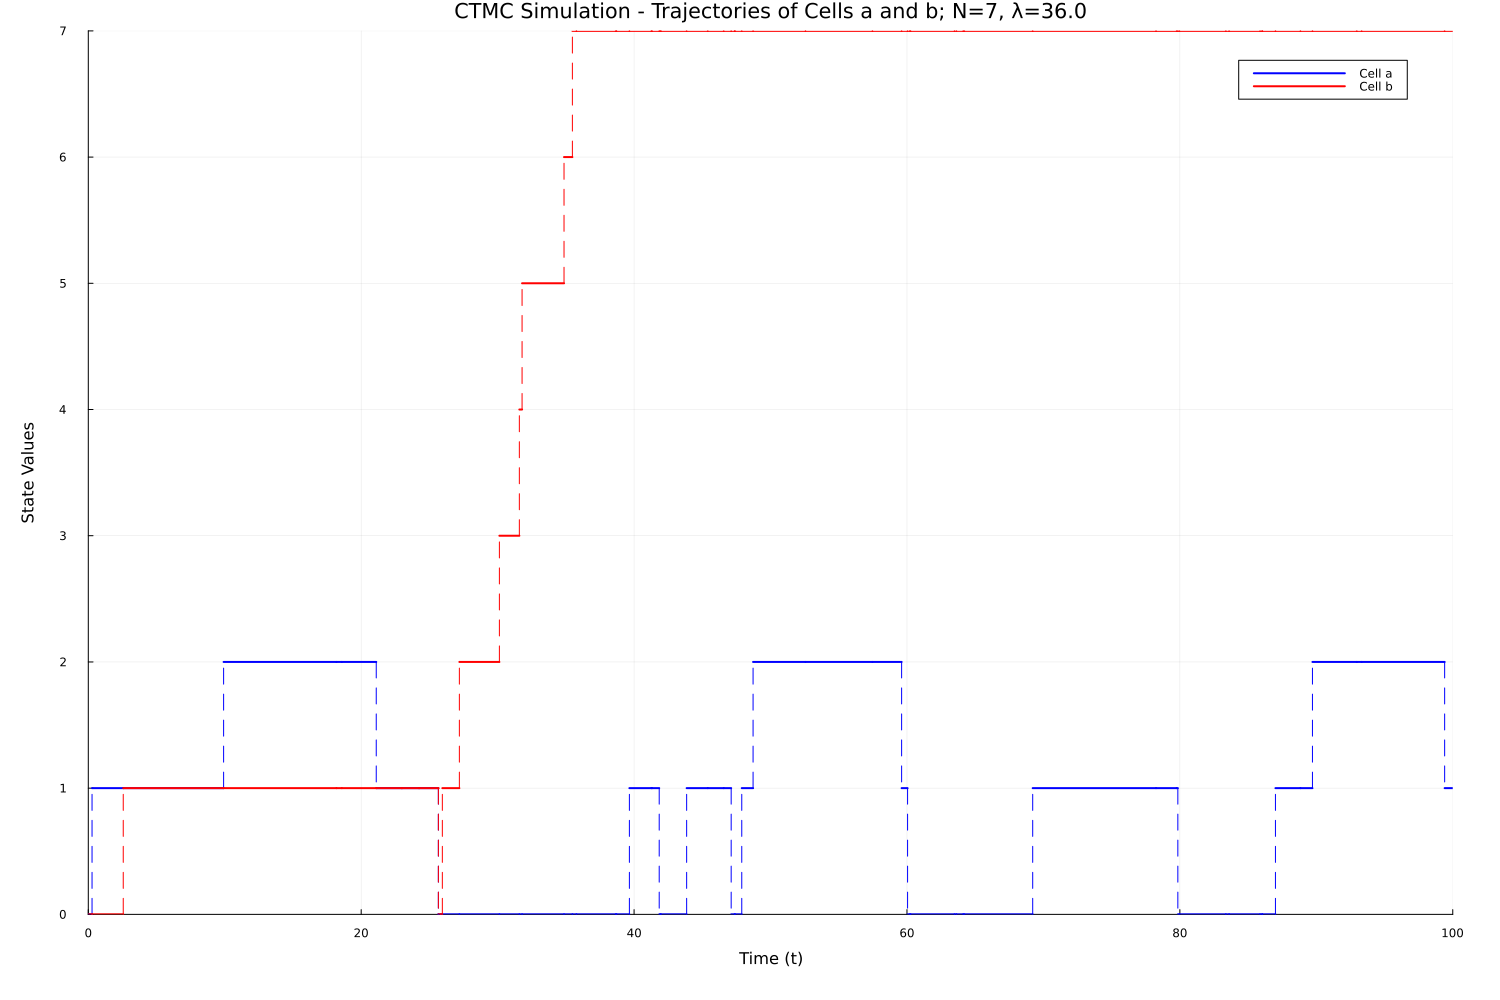 CTMC Simulation - Trajectories of Cells a and b; N=7, λ=36.0
7
Cell a
Cell b
6
5
4
State Values
3
2
1
0
0 20 40 60 80 100
Time (t)